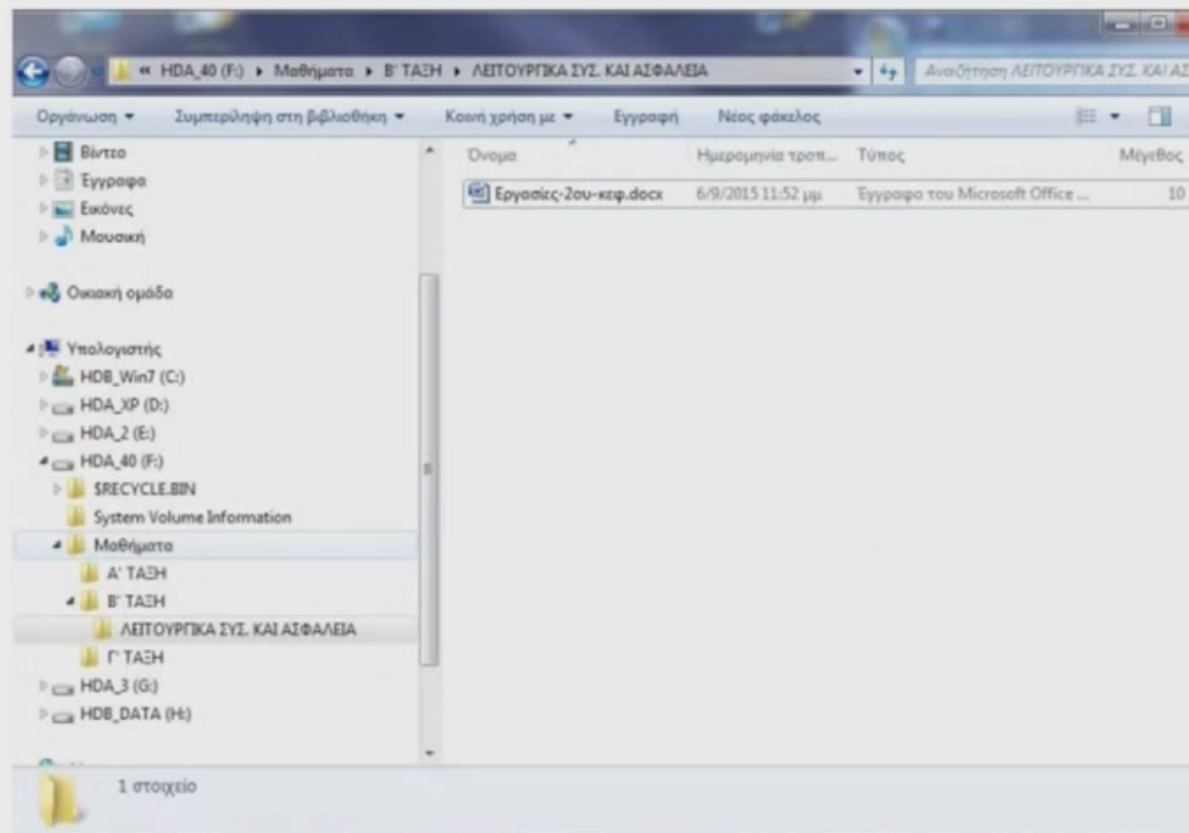 « HDA_40 (F:) ▸ Μαθήματα ▸ Β' ΤΑΞΗ ▸ ΛΕΙΤΟΥΡΓΙΚΑ ΣΥΣ. ΚΑΙ ΑΣΦΑΛΕΙΑ
Αναζήτηση ΛΕΙΤΟΥΡΓΙΚΑ ΣΥΣ. ΚΑΙ ΑΣ
Οργάνωση Συμπερίληψη στη βιβλιοθήκη Κοινή χρήση με Εγγραφή Νέος φάκελος
Βίντεο
Έγγραφα
Εικόνες
Μουσική
Οικιακή ομάδα
Υπολογιστής
HDB_Win7 (C:)
HDA_XP (D:)
HDA_2 (E:)
HDA_40 (F:)
$RECYCLE.BIN
System Volume Information
Μαθήματα
Α' ΤΑΞΗ
Β' ΤΑΞΗ
ΛΕΙΤΟΥΡΓΙΚΑ ΣΥΣ. ΚΑΙ ΑΣΦΑΛΕΙΑ
Γ' ΤΑΞΗ
HDA_3 (G:)
HDB_DATA (H:)
Όνομα Ημερομηνία τροπ... Τύπος Μέγεθος
Εργασίες-2ου-κεφ.docx 6/9/2015 11:52 μμ Έγγραφο του Microsoft Office ... 10
1 στοιχείο